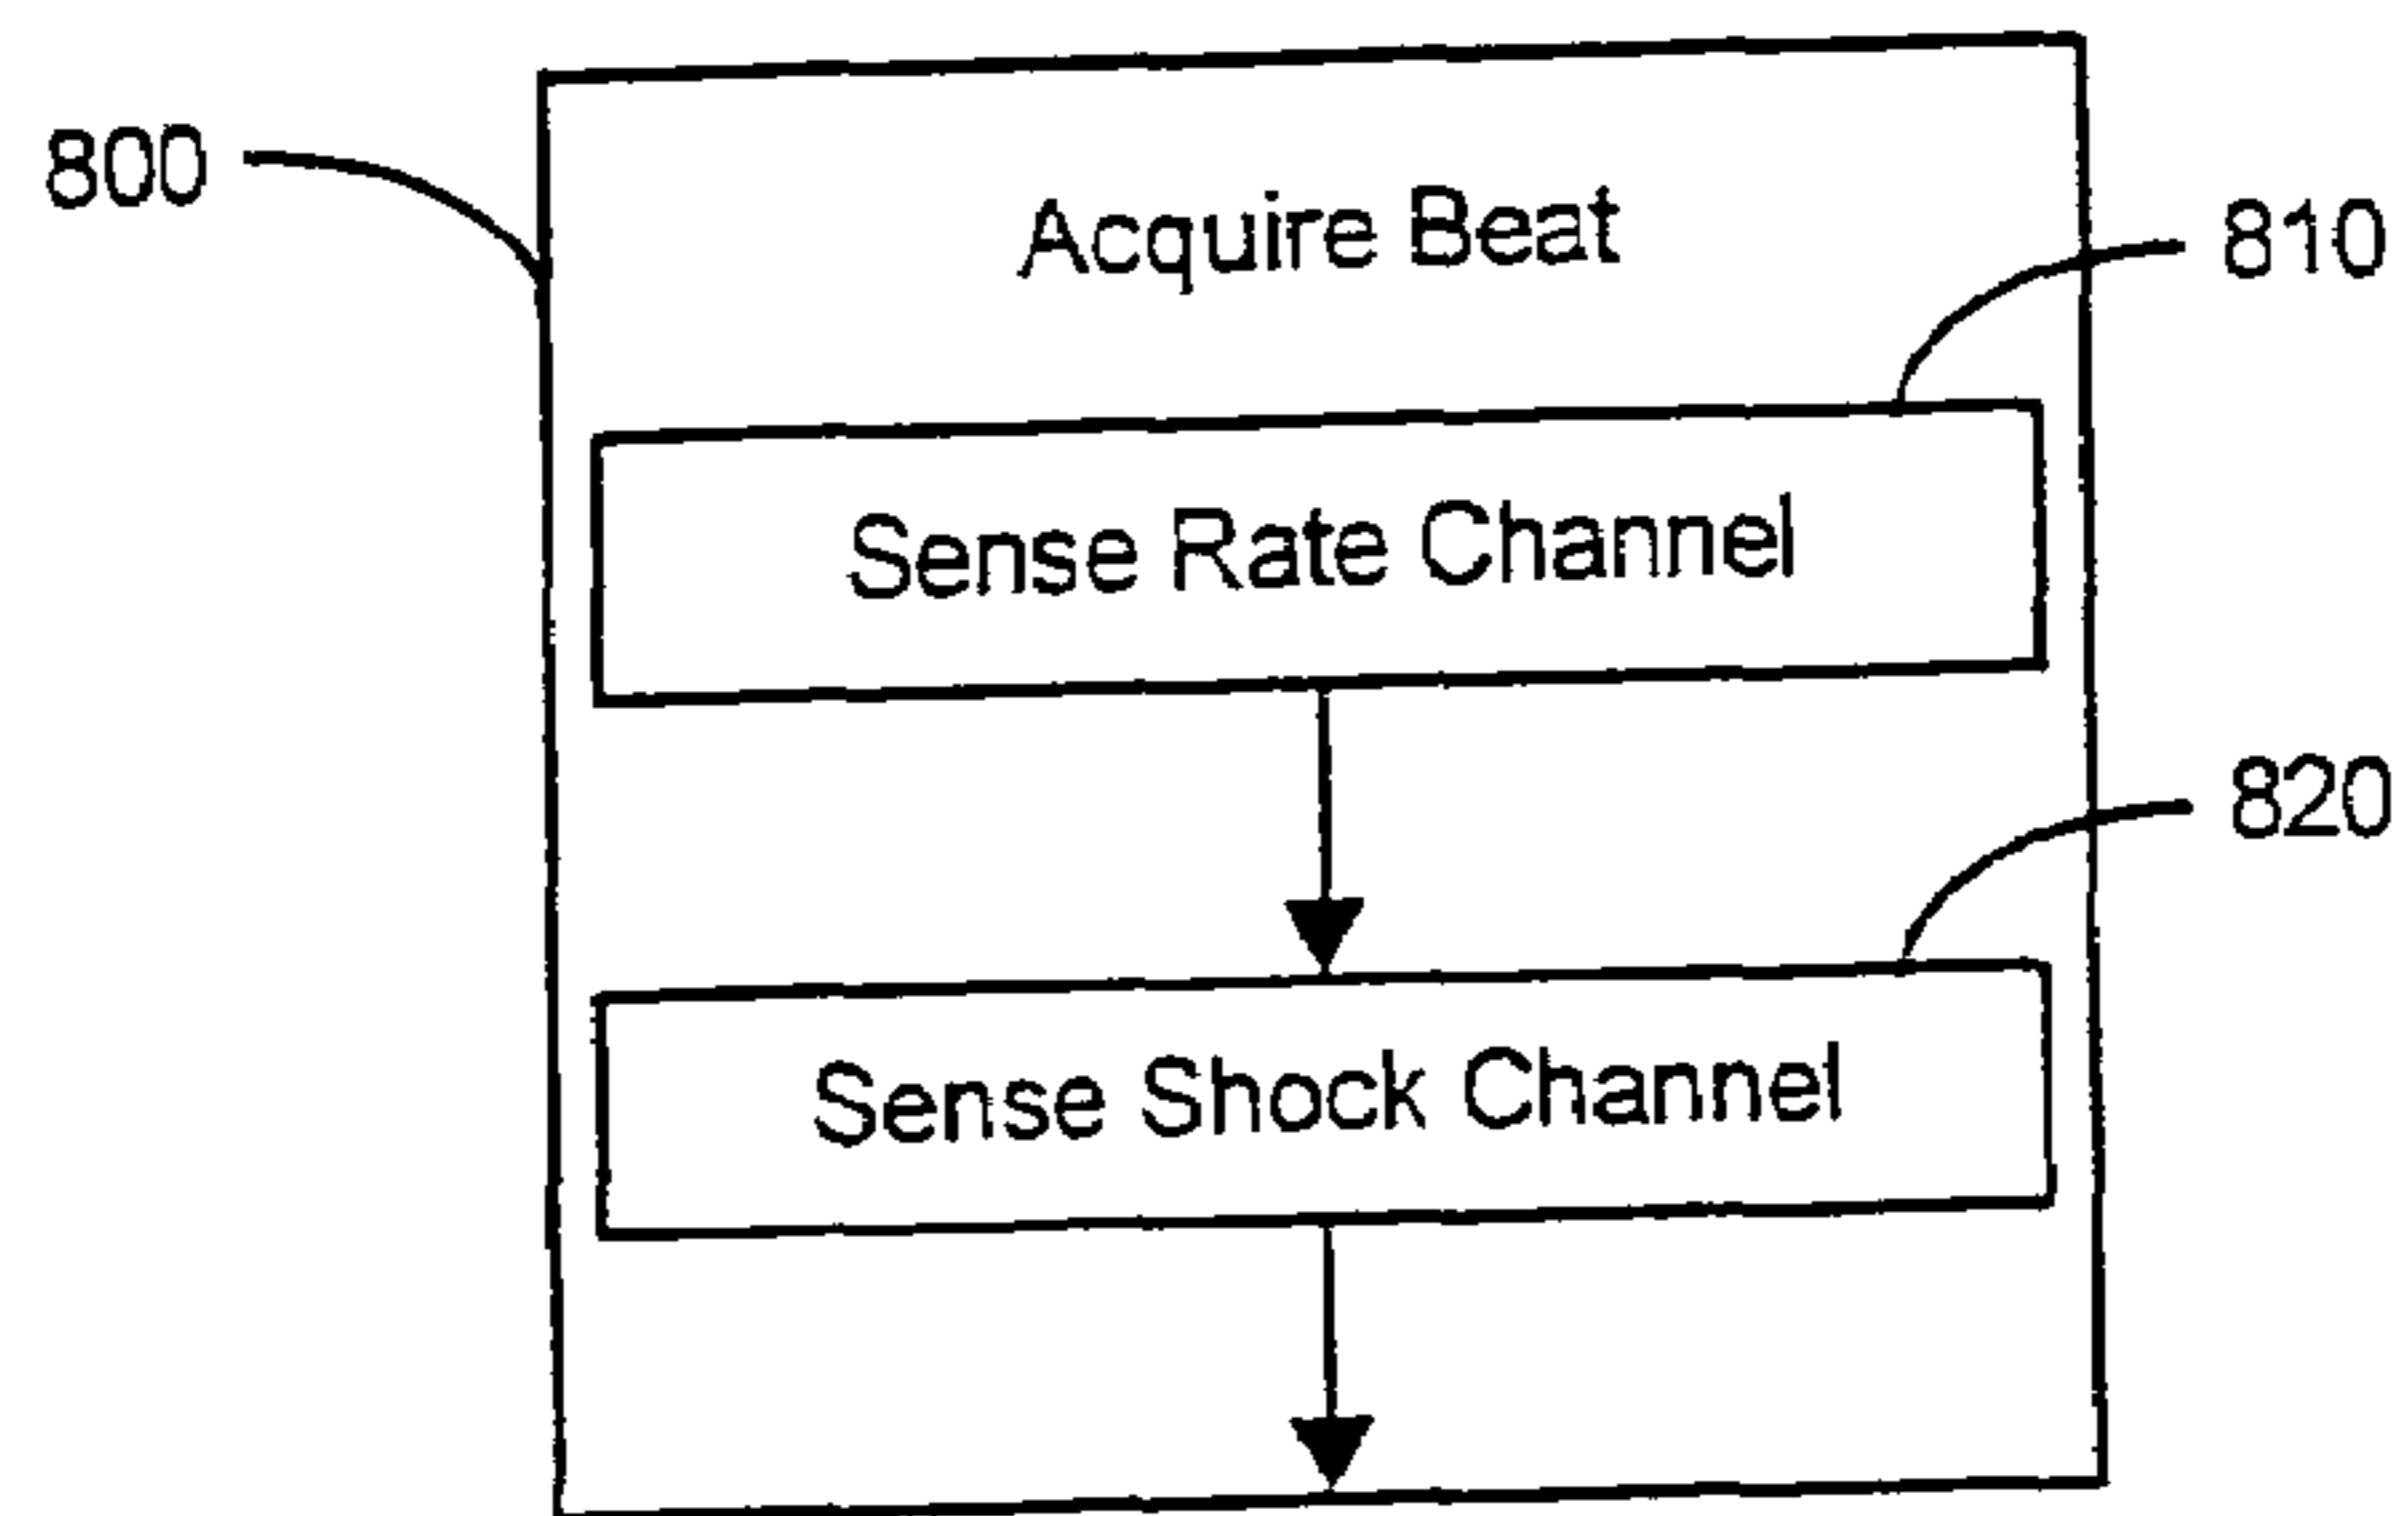 800
Acquire Beat
810
Sense Rate Channel
820
Sense Shock Channel